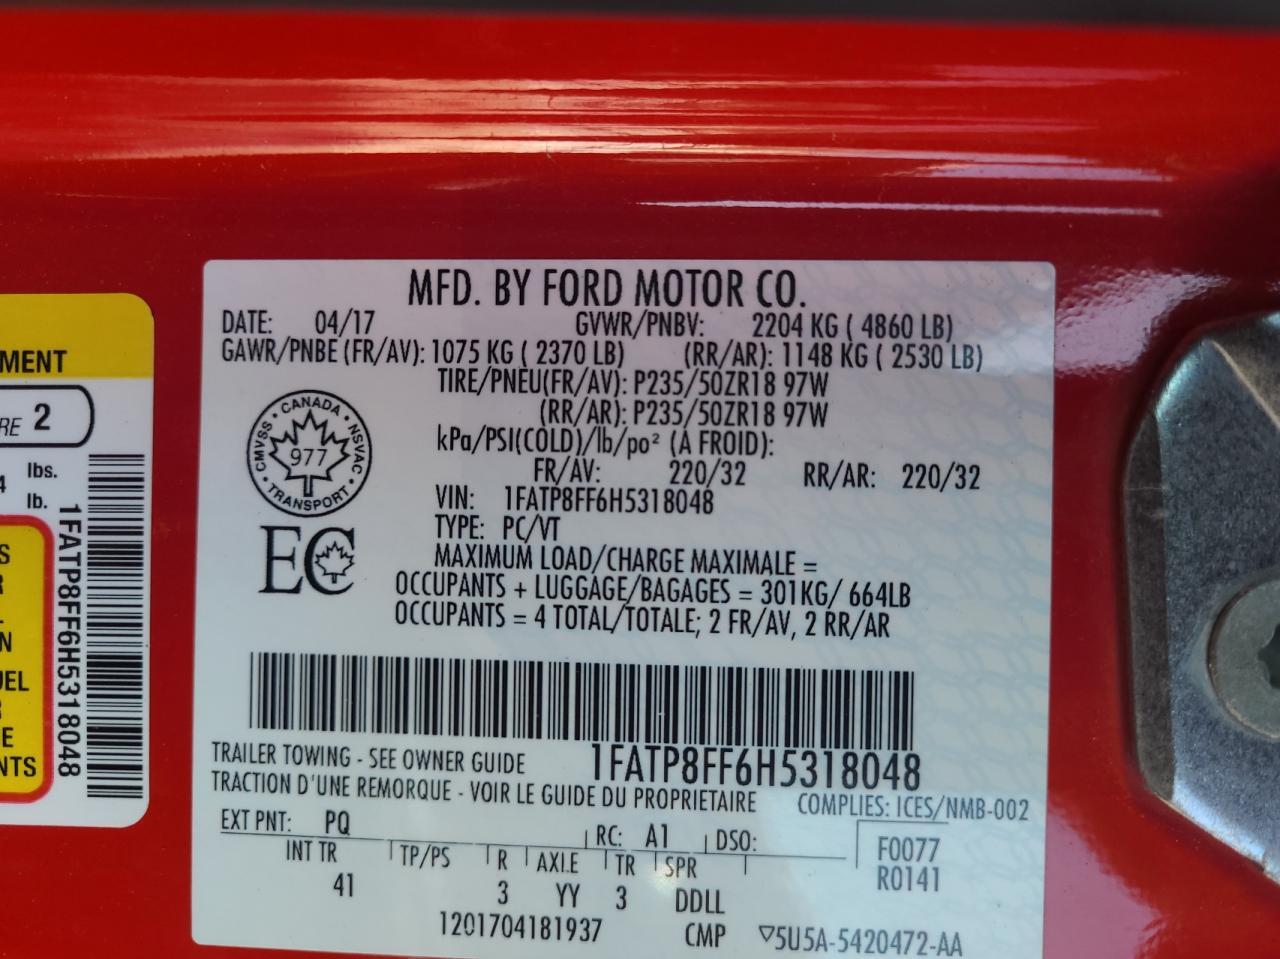 MFD. BY FORD MOTOR CO.
DATE: 04/17 GVWR/PNBV: 2204 KG ( 4860 LB)
GAWR/PNBE (FR/AV): 1075 KG ( 2370 LB) (RR/AR): 1148 KG ( 2530 LB)
TIRE/PNEU(FR/AV): P235/50ZR18 97W
(RR/AR): P235/50ZR18 97W
kPa/PSI(COLD)/lb/po² (A FROID):
FR/AV: 220/32 RR/AR: 220/32
VIN: 1FATP8FF6H5318048
TYPE: PC/VT
MAXIMUM LOAD/CHARGE MAXIMALE =
OCCUPANTS + LUGGAGE/BAGAGES = 301KG/ 664LB
OCCUPANTS = 4 TOTAL/TOTALE; 2 FR/AV, 2 RR/AR
CANADA
CMVSS NSVAC
977
TRANSPORT
EC
1FATP8FF6H5318048
TRAILER TOWING - SEE OWNER GUIDE
TRACTION D'UNE REMORQUE - VOIR LE GUIDE DU PROPRIETAIRE
COMPLIES: ICES/NMB-002
EXT PNT: PQ RC: A1 DSO: F0077
INT TR TP/PS R AXLE TR SPR R0141
41 3 YY 3 DDLL
1201704181937 CMP ▽5U5A-5420472-AA
MENT
RE 2
4 lbs.
lb.
S
R
N
UEL
R
E
NTS
1FATP8FF6H5318048